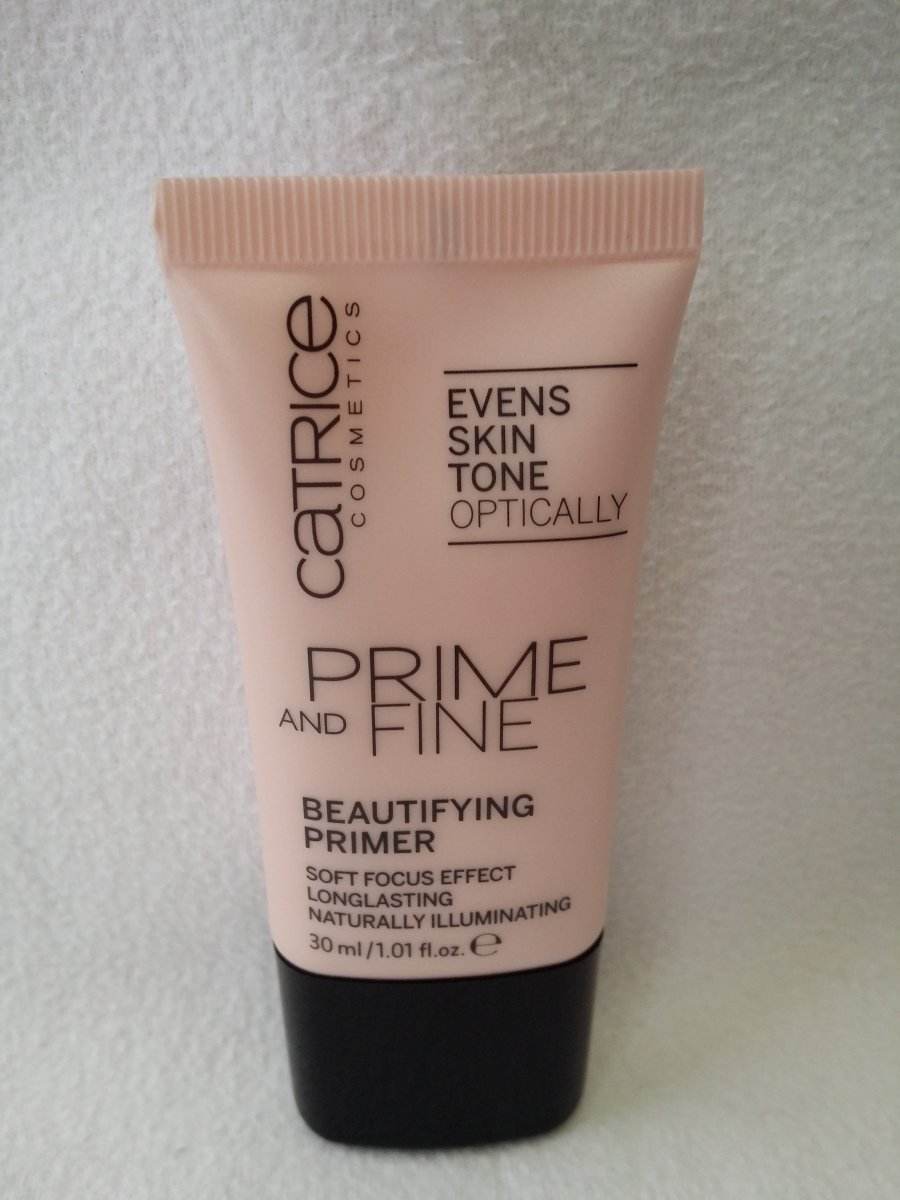 caTRICe
COSMETICS
EVENS
SKIN
TONE
OPTICALLY
PRIME
AND FINE
BEAUTIFYING
PRIMER
SOFT FOCUS EFFECT
LONGLASTING
NATURALLY ILLUMINATING
30 ml/1.01 fl.oz. ℮